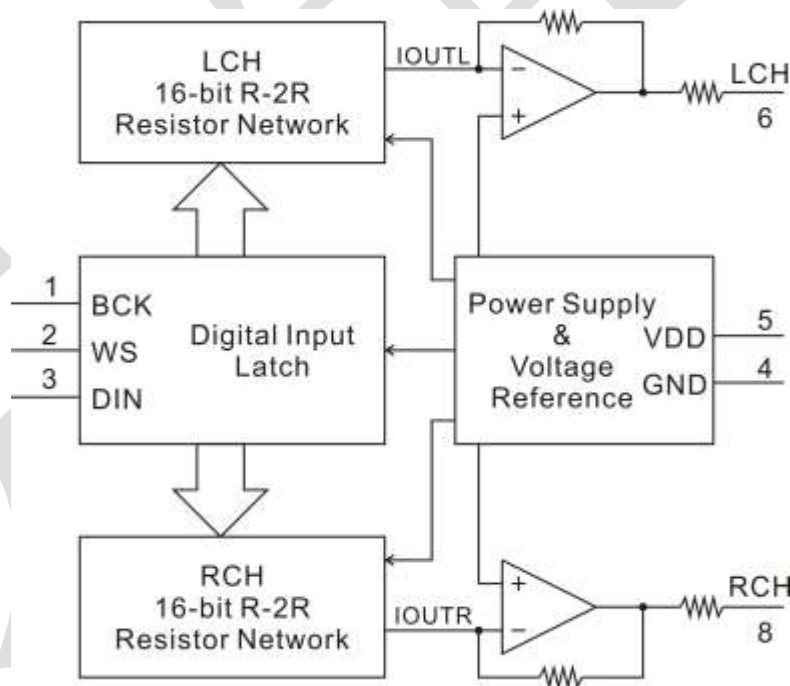 LCH
16-bit R-2R
Resistor Network
IOUTL
−
+
LCH
6
1
BCK
2
WS
3
DIN
Digital Input
Latch
Power Supply
&
Voltage
Reference
VDD
5
GND
4
RCH
16-bit R-2R
Resistor Network
IOUTR
+
−
RCH
8